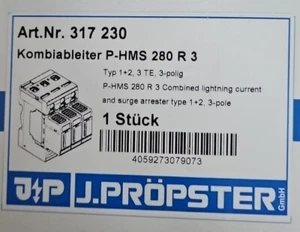 Art.Nr. 317 230
Kombiableiter P-HMS 280 R 3
Typ 1+2, 3 TE, 3-polig
P-HMS 280 R 3 Combined lightning current
and surge arrester type 1+2, 3-pole
1 Stück
4059273079073
J P J.PRÖPSTER GmbH